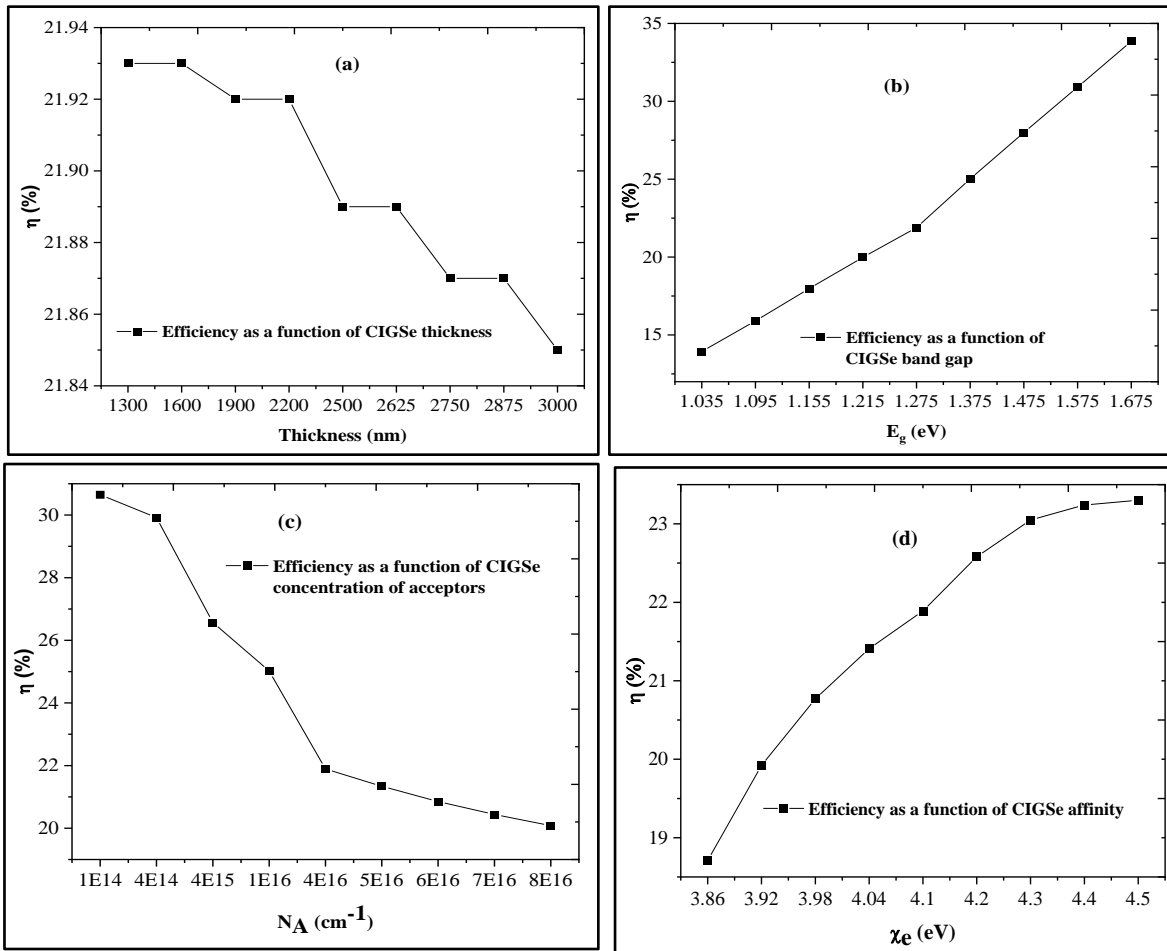 (a)
η (%)
21.94
21.92
21.90
21.88
21.86
21.84
Efficiency as a function of CIGSe thickness
1300 1600 1900 2200 2500 2625 2750 2875 3000
Thickness (nm)
(b)
η (%)
35
30
25
20
15
Efficiency as a function of
CIGSe band gap
1.035 1.095 1.155 1.215 1.275 1.375 1.475 1.575 1.675
E_g (eV)
(c)
η (%)
30
28
26
24
22
20
Efficiency as a function of CIGSe
concentration of acceptors
1E14 4E14 4E15 1E16 4E16 5E16 6E16 7E16 8E16
N_A (cm^-1)
(d)
η (%)
23
22
21
20
19
Efficiency as a function of CIGSe affinity
3.86 3.92 3.98 4.04 4.1 4.2 4.3 4.4 4.5
χ_e (eV)